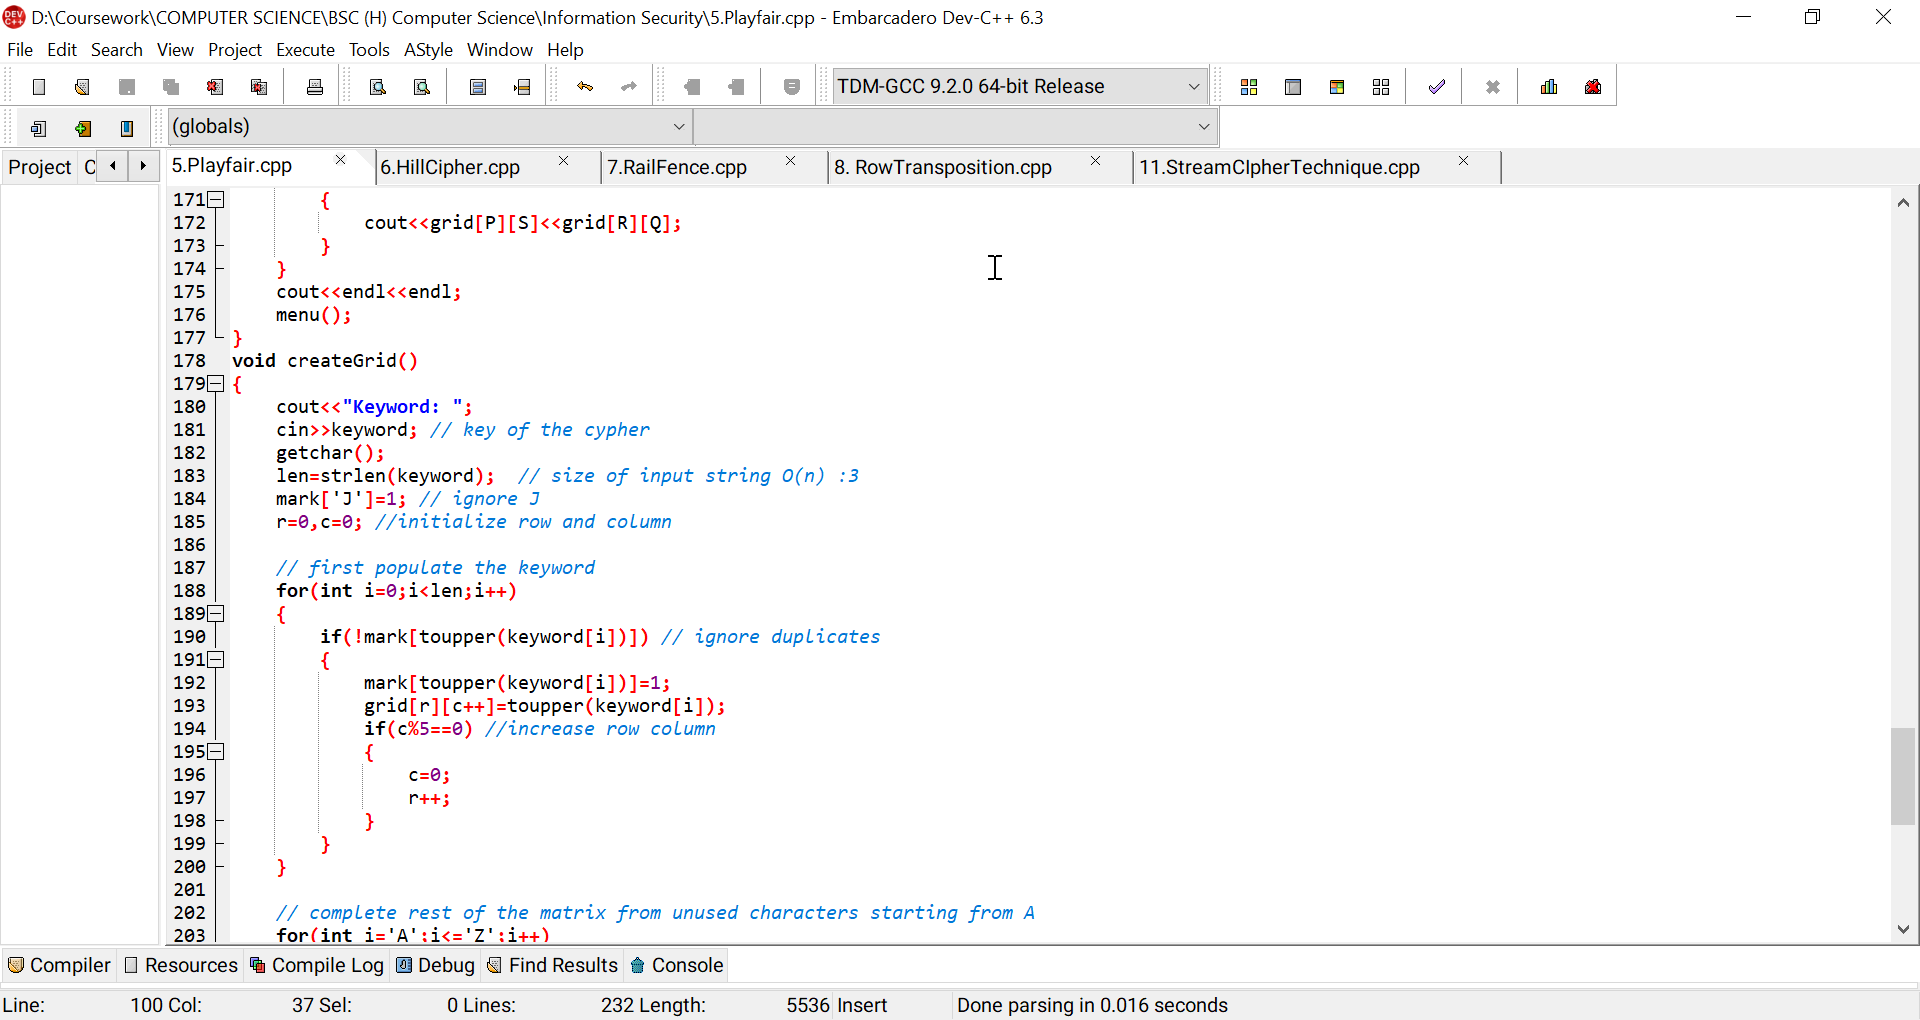 D:\Coursework\COMPUTER SCIENCE\BSC (H) Computer Science\Information Security\5.Playfair.cpp - Embarcadero Dev-C++ 6.3
File Edit Search View Project Execute Tools AStyle Window Help
TDM-GCC 9.2.0 64-bit Release
(globals)
Project C 5.Playfair.cpp 6.HillCipher.cpp 7.RailFence.cpp 8. RowTransposition.cpp 11.StreamCIpherTechnique.cpp
171 {
172 cout<<grid[P][S]<<grid[R][Q];
173 }
174 }
175 cout<<endl<<endl;
176 menu();
177 }
178 void createGrid()
179 {
180 cout<<"Keyword: ";
181 cin>>keyword; // key of the cypher
182 getchar();
183 len=strlen(keyword); // size of input string O(n) :3
184 mark['J']=1; // ignore J
185 r=0,c=0; //initialize row and column
186
187 // first populate the keyword
188 for(int i=0;i<len;i++)
189 {
190 if(!mark[toupper(keyword[i])]) // ignore duplicates
191 {
192 mark[toupper(keyword[i])]=1;
193 grid[r][c++]=toupper(keyword[i]);
194 if(c%5==0) //increase row column
195 {
196 c=0;
197 r++;
198 }
199 }
200 }
201
202 // complete rest of the matrix from unused characters starting from A
203 for(int i='A';i<='Z';i++)
Compiler Resources Compile Log Debug Find Results Console
Line: 100 Col: 37 Sel: 0 Lines: 232 Length: 5536 Insert Done parsing in 0.016 seconds